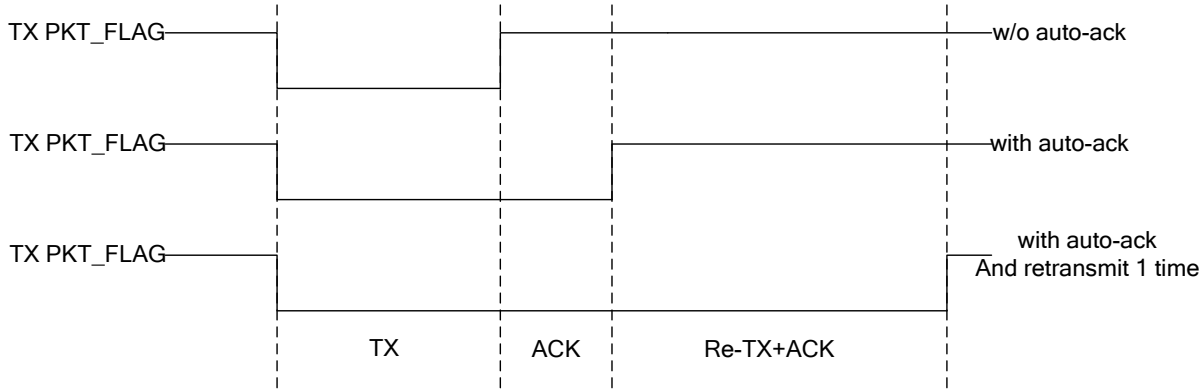 TX PKT_FLAG
w/o auto-ack
TX PKT_FLAG
with auto-ack
TX PKT_FLAG
with auto-ack
And retransmit 1 time
TX
ACK
Re-TX+ACK